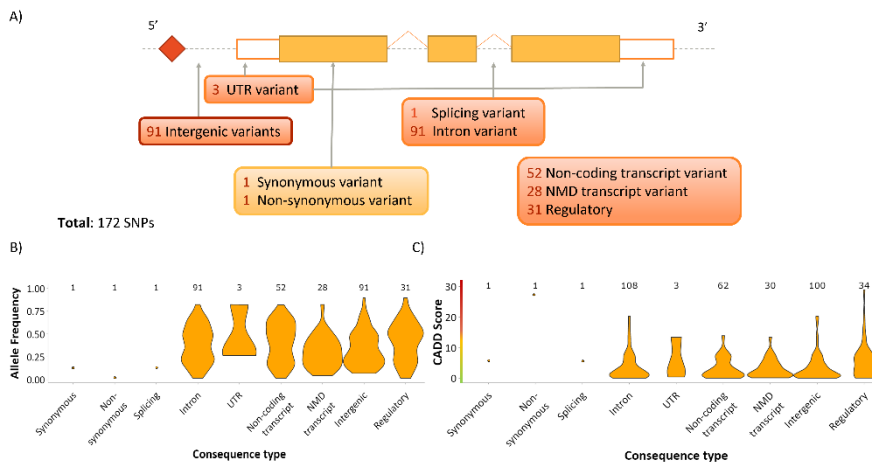 A)
5’
3’
3 UTR variant
91 Intergenic variants
1 Splicing variant
91 Intron variant
1 Synonymous variant
1 Non-synonymous variant
52 Non-coding transcript variant
28 NMD transcript variant
31 Regulatory
Total: 172 SNPs
B)
Allele Frequency
1.00
0.75
0.50
0.25
0.00
1 1 1 91 3 52 28 91 31
Synonymous
Non-
synonymous
Splicing
Intron
UTR
Non-coding
transcript
NMD
transcript
Intergenic
Regulatory
Consequence type
C)
CADD Score
30
20
10
0
1 1 1 108 3 62 30 100 34
Synonymous
Non-
synonymous
Splicing
Intron
UTR
Non-coding
transcript
NMD
transcript
Intergenic
Regulatory
Consequence type